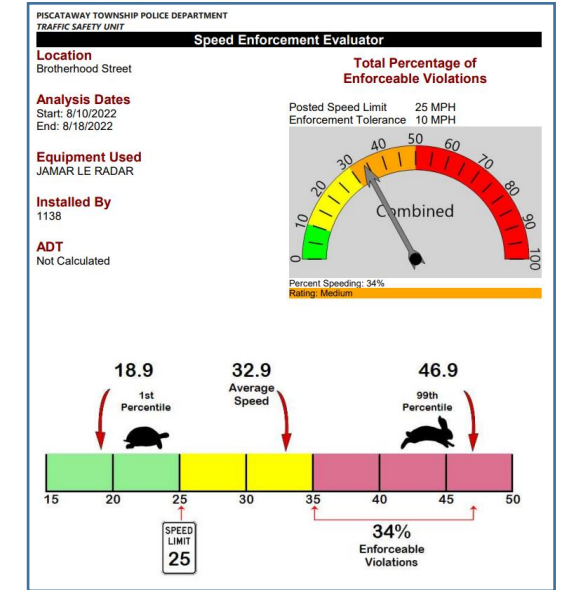 PISCATAWAY TOWNSHIP POLICE DEPARTMENT
TRAFFIC SAFETY UNIT
Speed Enforcement Evaluator
Location
Brotherhood Street
Analysis Dates
Start: 8/10/2022
End: 8/18/2022
Equipment Used
JAMAR LE RADAR
Installed By
1138
ADT
Not Calculated
Total Percentage of
Enforceable Violations
Posted Speed Limit 25 MPH
Enforcement Tolerance 10 MPH
0 10 20 30 40 50 60 70 80 90 100
Combined
Percent Speeding: 34%
Rating: Medium
18.9 32.9 46.9
1st
Percentile
Average
Speed
99th
Percentile
15 20 25 30 35 40 45 50
SPEED
LIMIT
25
34%
Enforceable
Violations